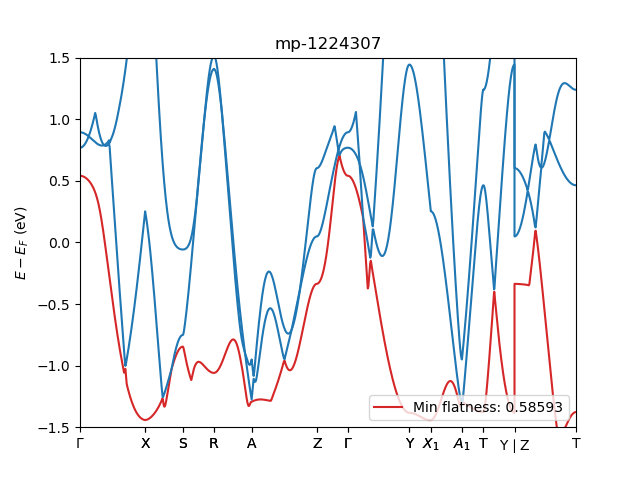 mp-1224307
1.5
1.0
0.5
0.0
−0.5
−1.0
−1.5
E − E_F (eV)
Min flatness: 0.58593
Γ X S R A Z Γ Y X₁ A₁ T Y | Z T